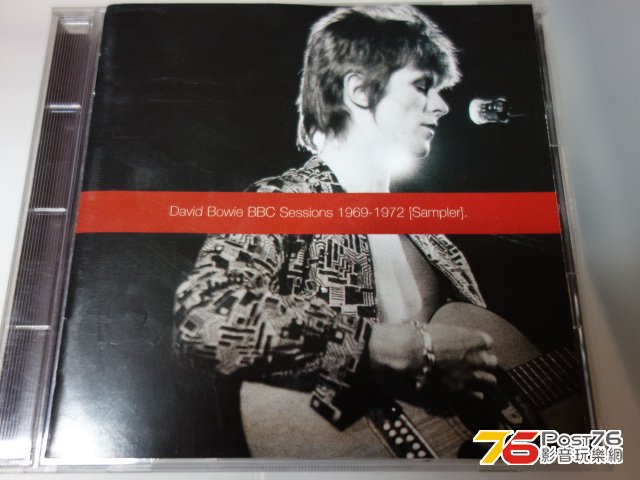 David Bowie BBC Sessions 1969-1972 [Sampler].
76 POST76
影音玩樂網